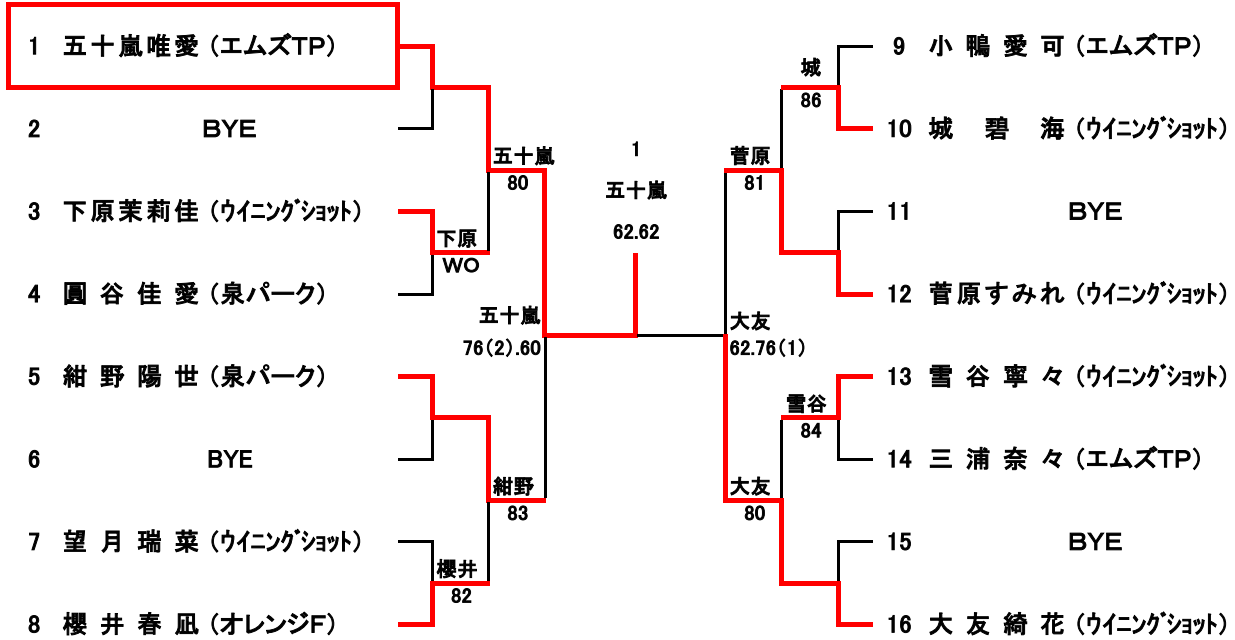 1 五十嵐唯愛 (エムズTP)
2 BYE
3 下原茉莉佳 (ウイニングショット)
4 圓谷佳愛 (泉パーク)
5 紺野陽世 (泉パーク)
6 BYE
7 望月瑞菜 (ウイニングショット)
8 櫻井春凪 (オレンジF)
下原
WO
櫻井
82
五十嵐
80
紺野
83
五十嵐
76(2).60
1
五十嵐
62.62
大友
62.76(1)
菅原
81
大友
80
城
86
雪谷
84
9 小鴨愛可 (エムズTP)
10 城碧海 (ウイニングショット)
11 BYE
12 菅原すみれ (ウイニングショット)
13 雪谷寧々 (ウイニングショット)
14 三浦奈々 (エムズTP)
15 BYE
16 大友綺花 (ウイニングショット)